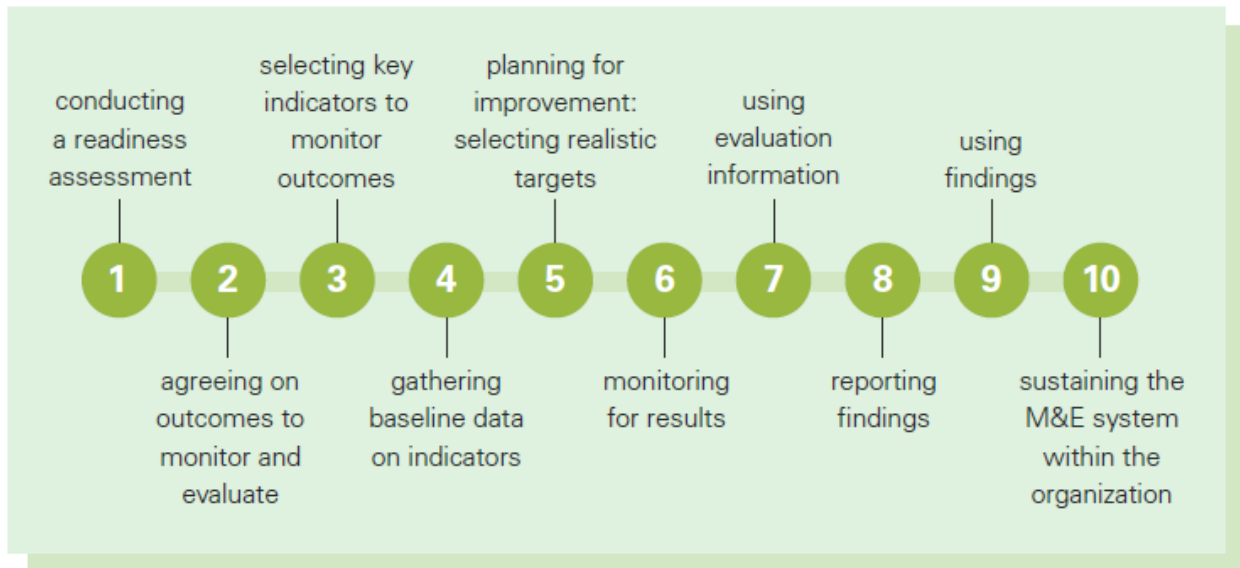 conducting
a readiness
assessment
1
agreeing on
outcomes to
monitor and
evaluate
2
selecting key
indicators to
monitor
outcomes
3
gathering
baseline data
on indicators
4
planning for
improvement:
selecting realistic
targets
5
monitoring
for results
6
using
evaluation
information
7
reporting
findings
8
using
findings
9
sustaining the
M&E system
within the
organization
10